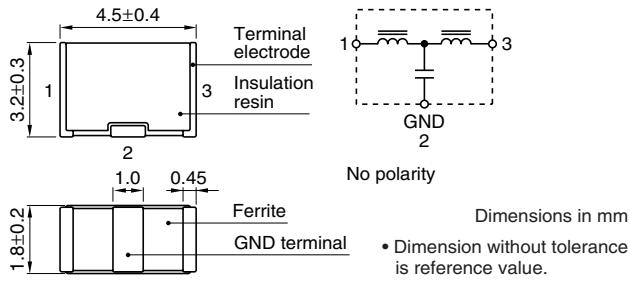 4.5±0.4
3.2±0.3
1
3
2
Terminal
electrode
Insulation
resin
1
3
GND
2
No polarity
1.0
0.45
1.8±0.2
Ferrite
GND terminal
Dimensions in mm
• Dimension without tolerance
is reference value.